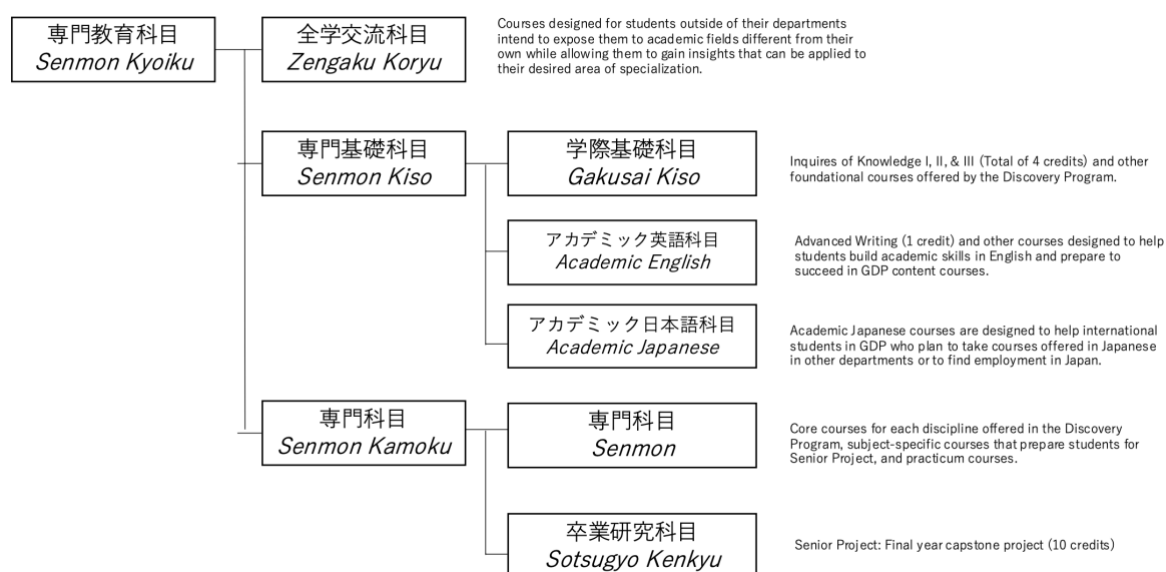 専門教育科目
Senmon Kyoiku
全学交流科目
Zengaku Koryu
Courses designed for students outside of their departments
intend to expose them to academic fields different from their
own while allowing them to gain insights that can be applied to
their desired area of specialization.
専門基礎科目
Senmon Kiso
学際基礎科目
Gakusai Kiso
Inquires of Knowledge I, II, & III (Total of 4 credits) and other
foundational courses offered by the Discovery Program.
アカデミック英語科目
Academic English
Advanced Writing (1 credit) and other courses designed to help
students build academic skills in English and prepare to
succeed in GDP content courses.
アカデミック日本語科目
Academic Japanese
Academic Japanese courses are designed to help international
students in GDP who plan to take courses offered in Japanese
in other departments or to find employment in Japan.
専門科目
Senmon Kamoku
専門科目
Senmon
Core courses for each discipline offered in the Discovery
Program, subject-specific courses that prepare students for
Senior Project, and practicum courses.
卒業研究科目
Sotsugyo Kenkyu
Senior Project: Final year capstone project (10 credits)